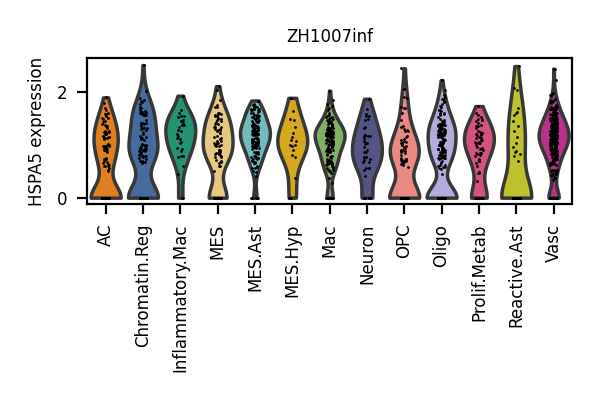 ZH1007inf
HSPA5 expression
2
0
AC
Chromatin.Reg
Inflammatory.Mac
MES
MES.Ast
MES.Hyp
Mac
Neuron
OPC
Oligo
Prolif.Metab
Reactive.Ast
Vasc